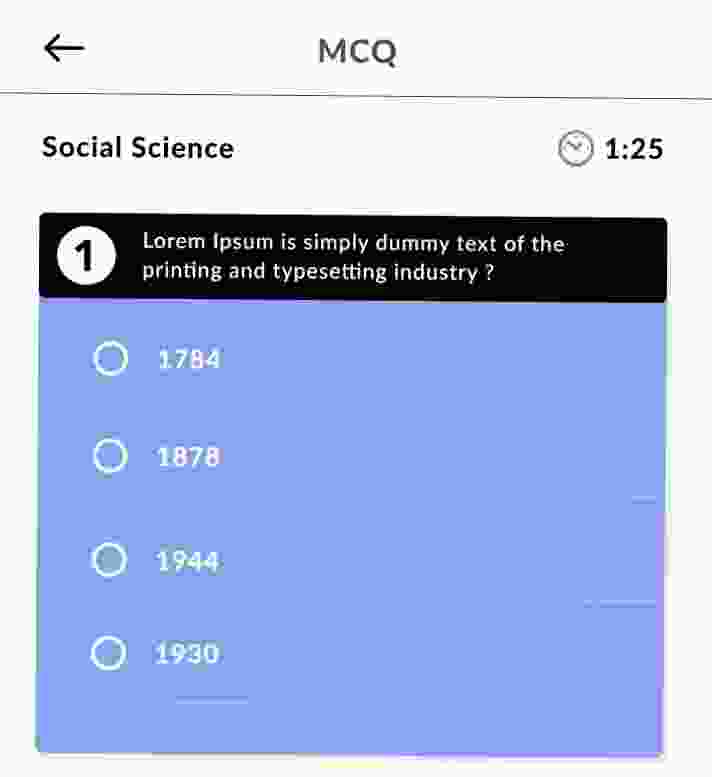 MCQ
Social Science
1:25
1
Lorem Ipsum is simply dummy text of the
printing and typesetting industry ?
1784
1878
1944
1930